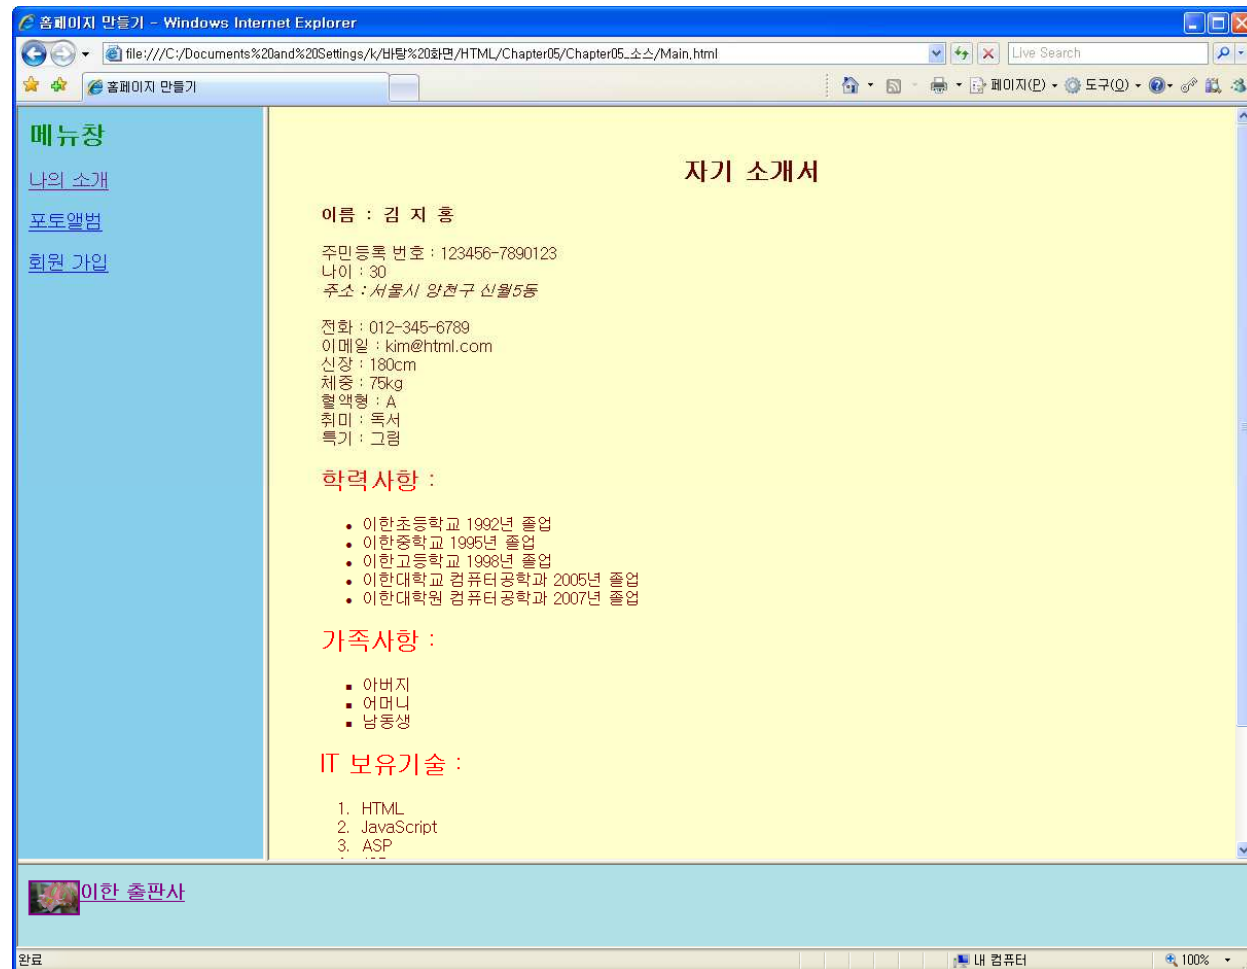 홈페이지 만들기 - Windows Internet Explorer
file:///C:/Documents%20and%20Settings/k/바탕%20화면/HTML/Chapter05/Chapter05_소스/Main.html
Live Search
홈페이지 만들기
페이지(P)
도구(O)
메뉴창
나의 소개
포토앨범
회원 가입
자기 소개서
이름 : 김 지 홍
주민등록 번호 : 123456-7890123
나이 : 30
주소 : 서울시 양천구 신월5동
전화 : 012-345-6789
이메일 : kim@html.com
신장 : 180cm
체중 : 75kg
혈액형 : A
취미 : 독서
특기 : 그림
학력사항 :
• 이한초등학교 1992년 졸업
• 이한중학교 1995년 졸업
• 이한고등학교 1998년 졸업
• 이한대학교 컴퓨터공학과 2005년 졸업
• 이한대학원 컴퓨터공학과 2007년 졸업
가족사항 :
▪ 아버지
▪ 어머니
▪ 남동생
IT 보유기술 :
1. HTML
2. JavaScript
3. ASP
이한 출판사
완료
내 컴퓨터
100%